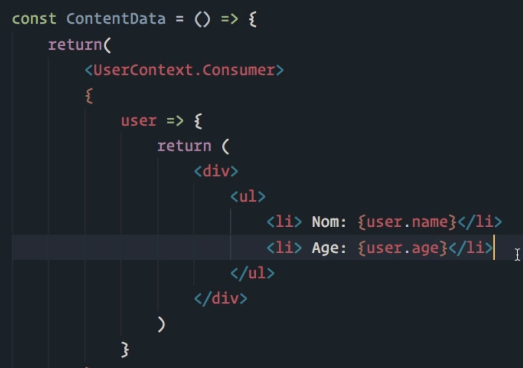 const ContentData = () => {
return(
<UserContext.Consumer>
{
user => {
return (
<div>
<ul>
<li> Nom: {user.name}</li>
<li> Age: {user.age}</li>
</ul>
</div>
)
}